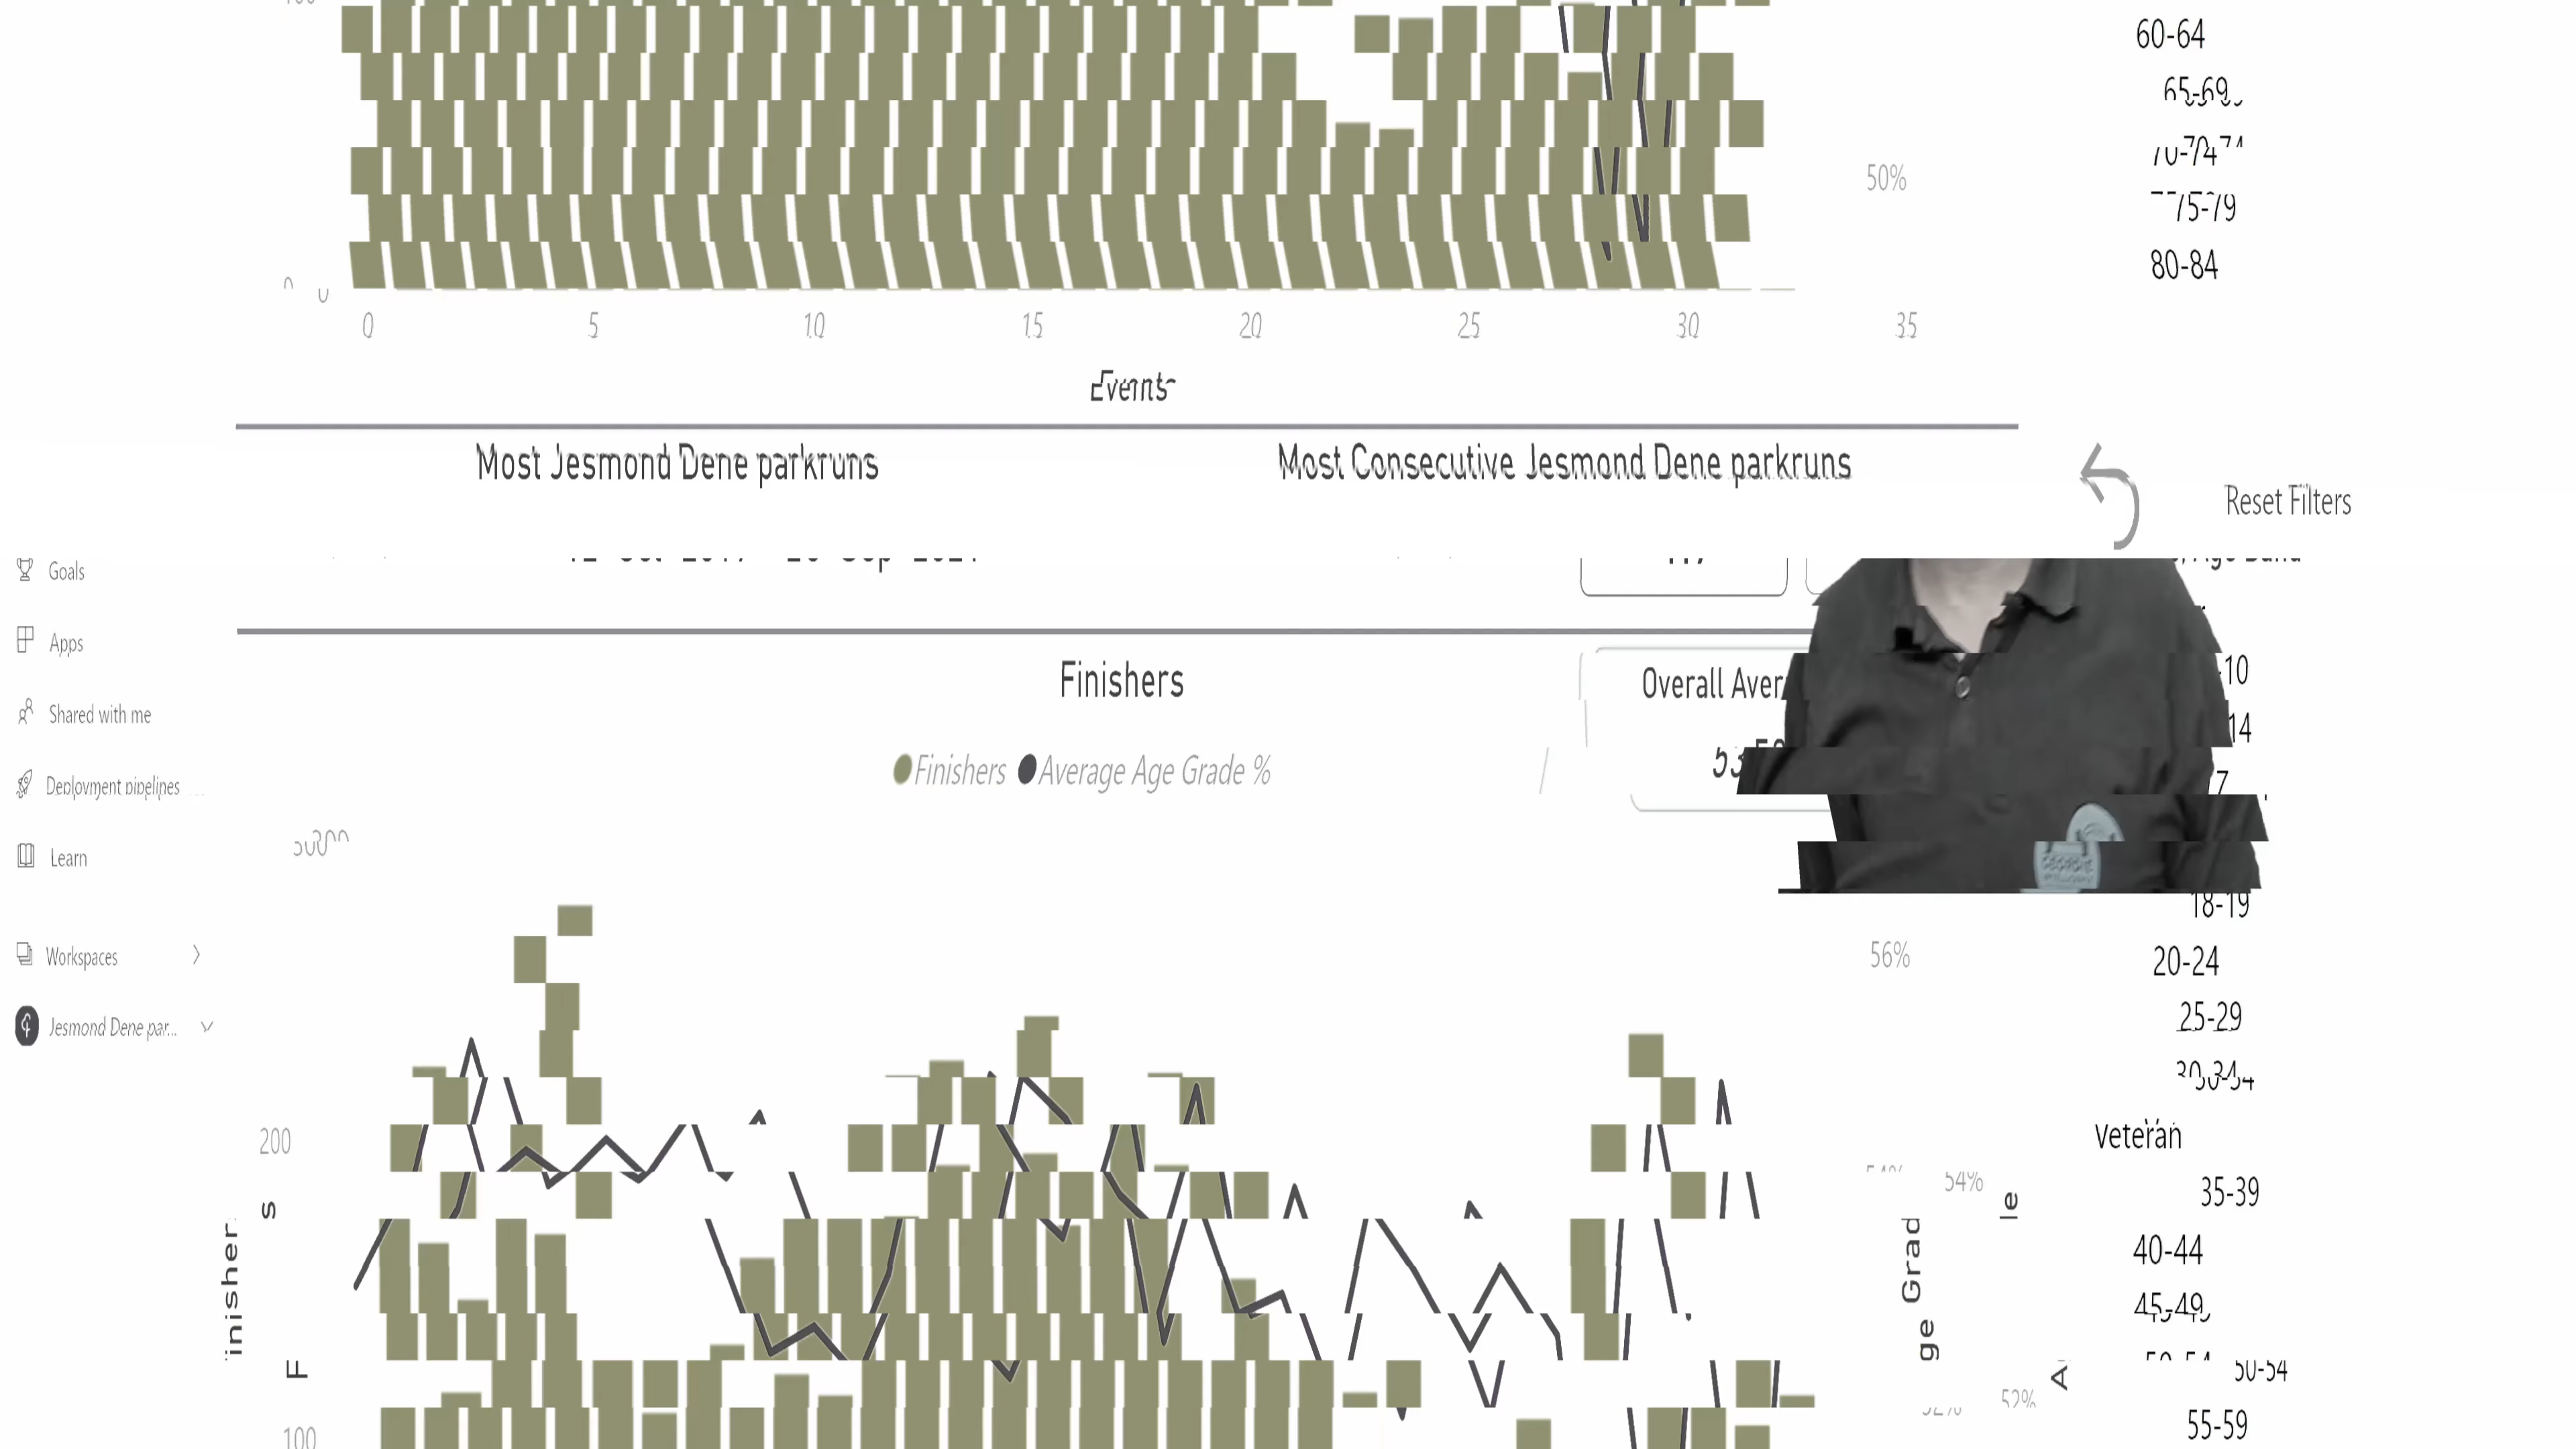 60-64
65-69
75-79
80-84
50%
0 5 10 15 20 25 30 35
Events
Most Jesmond Dene parkruns
Most Consecutive Jesmond Dene parkruns
Reset Filters
Goals
Apps
Shared with me
Deployment pipelines
Learn
Workspaces
Jesmond Dene par...
Finishers
Overall Aver
Finishers
Average Age Grade %
10
14
7
18-19
56%
20-24
25-29
200
Veteran
54%
35-39
40-44
45-49
50-54
52%
55-59
100